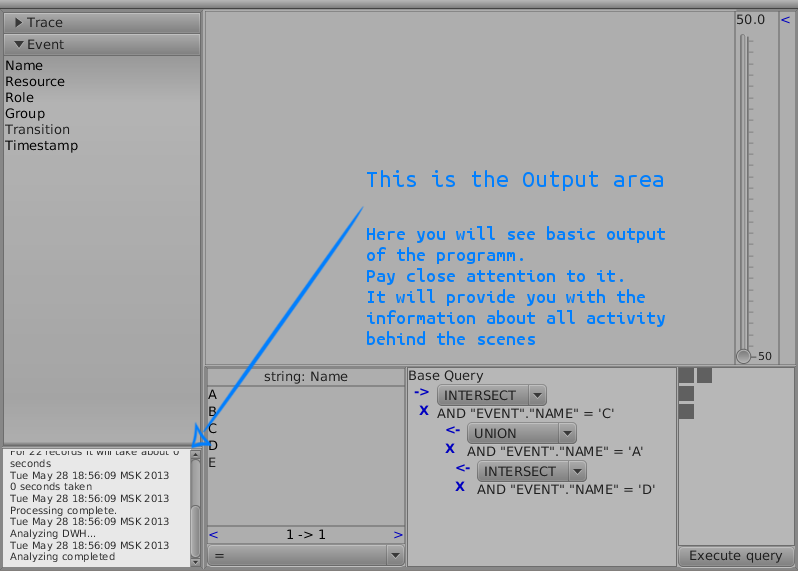 Trace
Event
Name
Resource
Role
Group
Transition
Timestamp
50.0
<
This is the Output area
Here you will see basic output
of the programm.
Pay close attention to it.
It will provide you with the
information about all activity
behind the scenes
50
For 22 records it will take about 0
seconds
Tue May 28 18:56:09 MSK 2013
0 seconds taken
Tue May 28 18:56:09 MSK 2013
Processing complete.
Tue May 28 18:56:09 MSK 2013
Analyzing DWH...
Tue May 28 18:56:09 MSK 2013
Analyzing completed
string: Name
A
B
C
D
E
< 1 -> 1 >
=
Base Query
-> INTERSECT
X AND "EVENT"."NAME" = 'C'
<- UNION
X AND "EVENT"."NAME" = 'A'
<- INTERSECT
X AND "EVENT"."NAME" = 'D'
Execute query